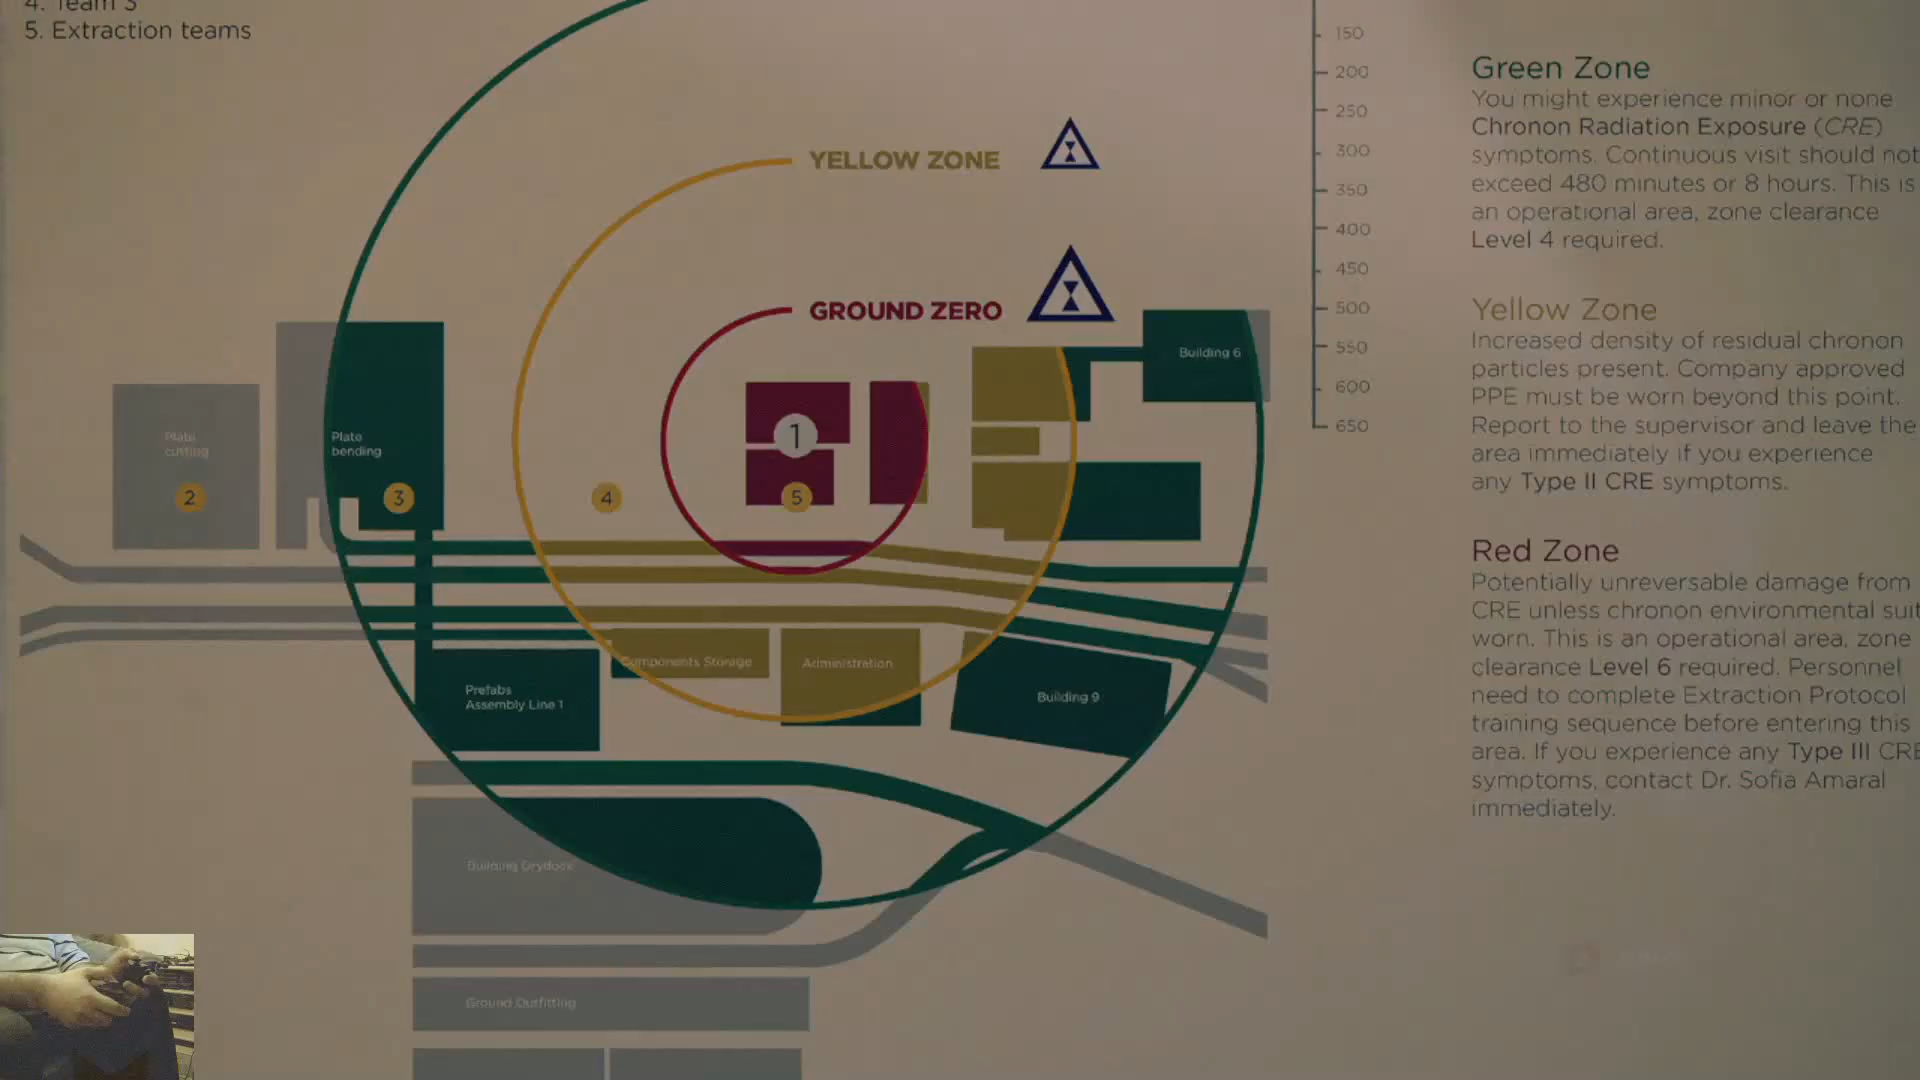 4. Team 3
5. Extraction teams
150
200
250
300
350
400
450
500
550
600
650
YELLOW ZONE
GROUND ZERO
Building 6
Plate
cutting
Plate
bending
1
2
3
4
5
Components Storage
Administration
Prefabs
Assembly Line 1
Building 9
Building Drydock
Ground Outfitting
Green Zone
You might experience minor or none
Chronon Radiation Exposure (CRE)
symptoms. Continuous visit should not
exceed 480 minutes or 8 hours. This is
an operational area, zone clearance
Level 4 required.
Yellow Zone
Increased density of residual chronon
particles present. Company approved
PPE must be worn beyond this point.
Report to the supervisor and leave the
area immediately if you experience
any Type II CRE symptoms.
Red Zone
Potentially unreversable damage from
CRE unless chronon environmental suit
worn. This is an operational area, zone
clearance Level 6 required. Personnel
need to complete Extraction Protocol
training sequence before entering this
area. If you experience any Type III CRE
symptoms, contact Dr. Sofia Amaral
immediately.